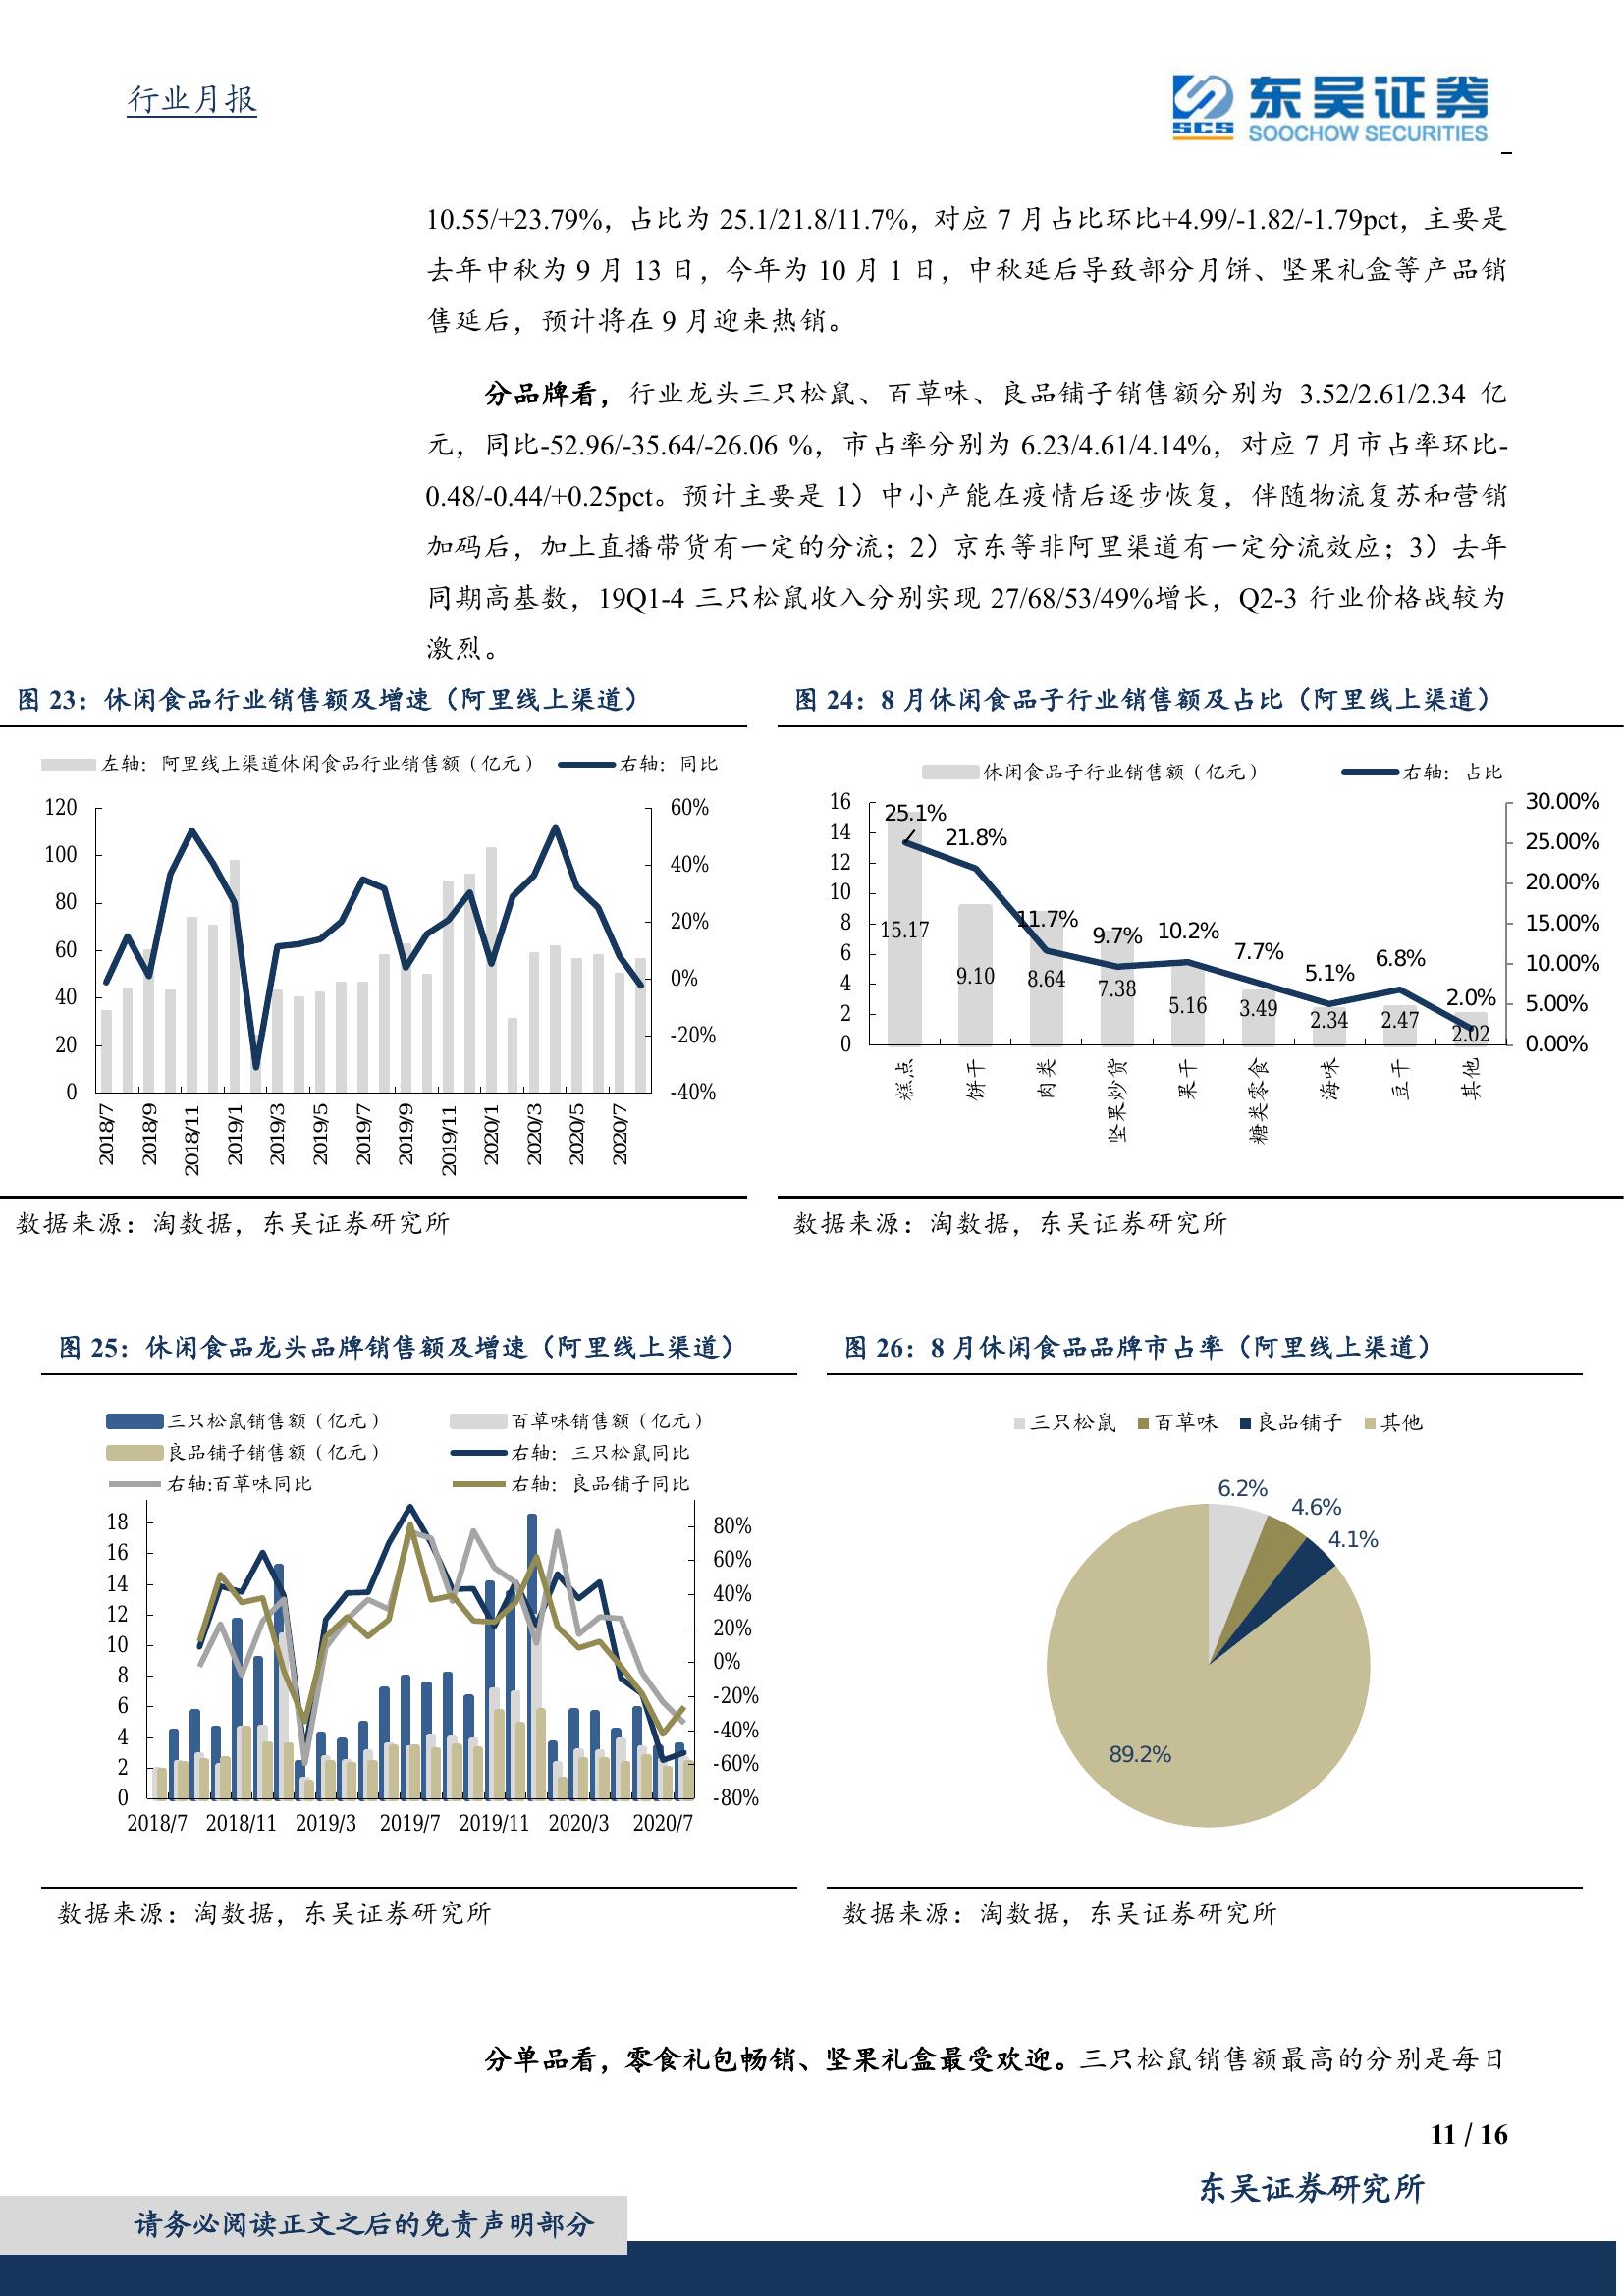 行业月报
SCS
东吴证券
SOOCHOW SECURITIES
10.55/+23.79%，占比为 25.1/21.8/11.7%，对应 7 月占比环比+4.99/-1.82/-1.79pct，主要是
去年中秋为 9 月 13 日，今年为 10 月 1 日，中秋延后导致部分月饼、坚果礼盒等产品销
售延后，预计将在 9 月迎来热销。
分品牌看，行业龙头三只松鼠、百草味、良品铺子销售额分别为 3.52/2.61/2.34 亿
元，同比-52.96/-35.64/-26.06 %，市占率分别为 6.23/4.61/4.14%，对应 7 月市占率环比-
0.48/-0.44/+0.25pct。预计主要是 1）中小产能在疫情后逐步恢复，伴随物流复苏和营销
加码后，加上直播带货有一定的分流；2）京东等非阿里渠道有一定分流效应；3）去年
同期高基数，19Q1-4 三只松鼠收入分别实现 27/68/53/49%增长，Q2-3 行业价格战较为
激烈。
图 23：休闲食品行业销售额及增速（阿里线上渠道）
左轴：阿里线上渠道休闲食品行业销售额（亿元）
右轴：同比
120
100
80
60
40
20
0
60%
40%
20%
0%
-20%
-40%
2018/7
2018/9
2018/11
2019/1
2019/3
2019/5
2019/7
2019/9
2019/11
2020/1
2020/3
2020/5
2020/7
数据来源：淘数据，东吴证券研究所
图 24：8 月休闲食品子行业销售额及占比（阿里线上渠道）
休闲食品子行业销售额（亿元）
右轴：占比
16
14
12
10
8
6
4
2
0
25.1%
21.8%
11.7%
9.7%
10.2%
7.7%
5.1%
6.8%
2.0%
15.17
9.10
8.64
7.38
5.16
3.49
2.34
2.47
2.02
30.00%
25.00%
20.00%
15.00%
10.00%
5.00%
0.00%
糕点
饼干
肉类
坚果炒货
果干
糖类零食
海味
豆干
其他
数据来源：淘数据，东吴证券研究所
图 25：休闲食品龙头品牌销售额及增速（阿里线上渠道）
三只松鼠销售额（亿元）
百草味销售额（亿元）
良品铺子销售额（亿元）
右轴：三只松鼠同比
右轴:百草味同比
右轴：良品铺子同比
18
16
14
12
10
8
6
4
2
0
80%
60%
40%
20%
0%
-20%
-40%
-60%
-80%
2018/7
2018/11
2019/3
2019/7
2019/11
2020/3
2020/7
数据来源：淘数据，东吴证券研究所
图 26：8 月休闲食品品牌市占率（阿里线上渠道）
三只松鼠
百草味
良品铺子
其他
6.2%
4.6%
4.1%
89.2%
数据来源：淘数据，东吴证券研究所
分单品看，零食礼包畅销、坚果礼盒最受欢迎。三只松鼠销售额最高的分别是每日
11 / 16
东吴证券研究所
请务必阅读正文之后的免责声明部分